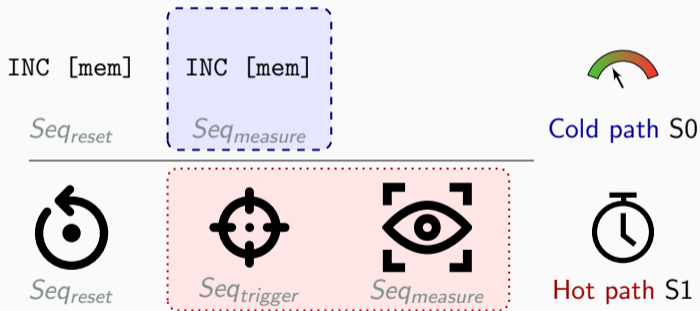 INC [mem] INC [mem]
Seqreset Seqmeasure Cold path S0
Seqreset Seqtrigger Seqmeasure Hot path S1